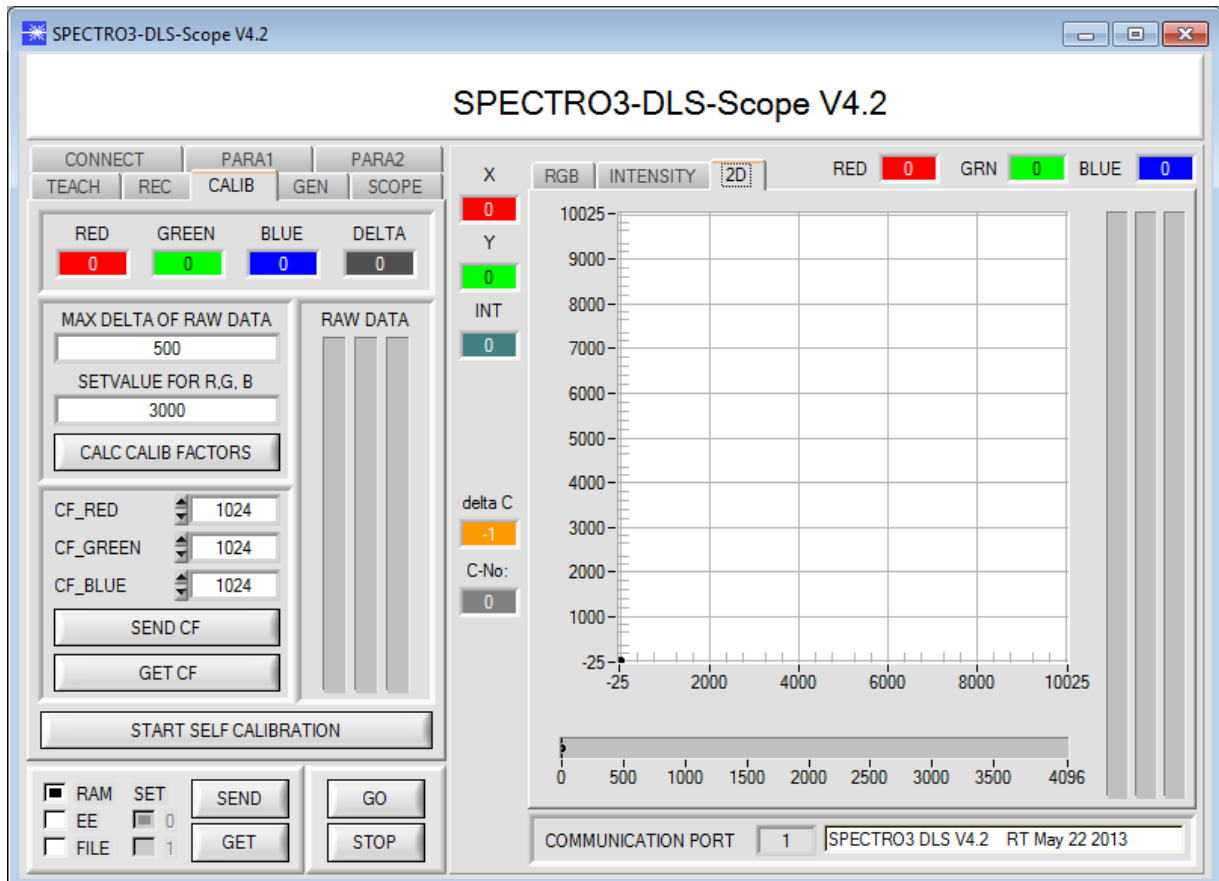 SPECTRO3-DLS-Scope V4.2
SPECTRO3-DLS-Scope V4.2
CONNECT PARA1 PARA2
TEACH REC CALIB GEN SCOPE
RED GREEN BLUE DELTA
0 0 0 0
MAX DELTA OF RAW DATA
500
SETVALUE FOR R,G, B
3000
CALC CALIB FACTORS
RAW DATA
CF_RED 1024
CF_GREEN 1024
CF_BLUE 1024
SEND CF
GET CF
START SELF CALIBRATION
RAM SET
EE 0
FILE 1
SEND
GET
GO
STOP
X
0
Y
0
INT
0
delta C
-1
C-No:
0
RGB INTENSITY 2D
RED 0 GRN 0 BLUE 0
10025
9000
8000
7000
6000
5000
4000
3000
2000
1000
-25
-25 2000 4000 6000 8000 10025
0 500 1000 1500 2000 2500 3000 3500 4096
COMMUNICATION PORT 1 SPECTRO3 DLS V4.2 RT May 22 2013